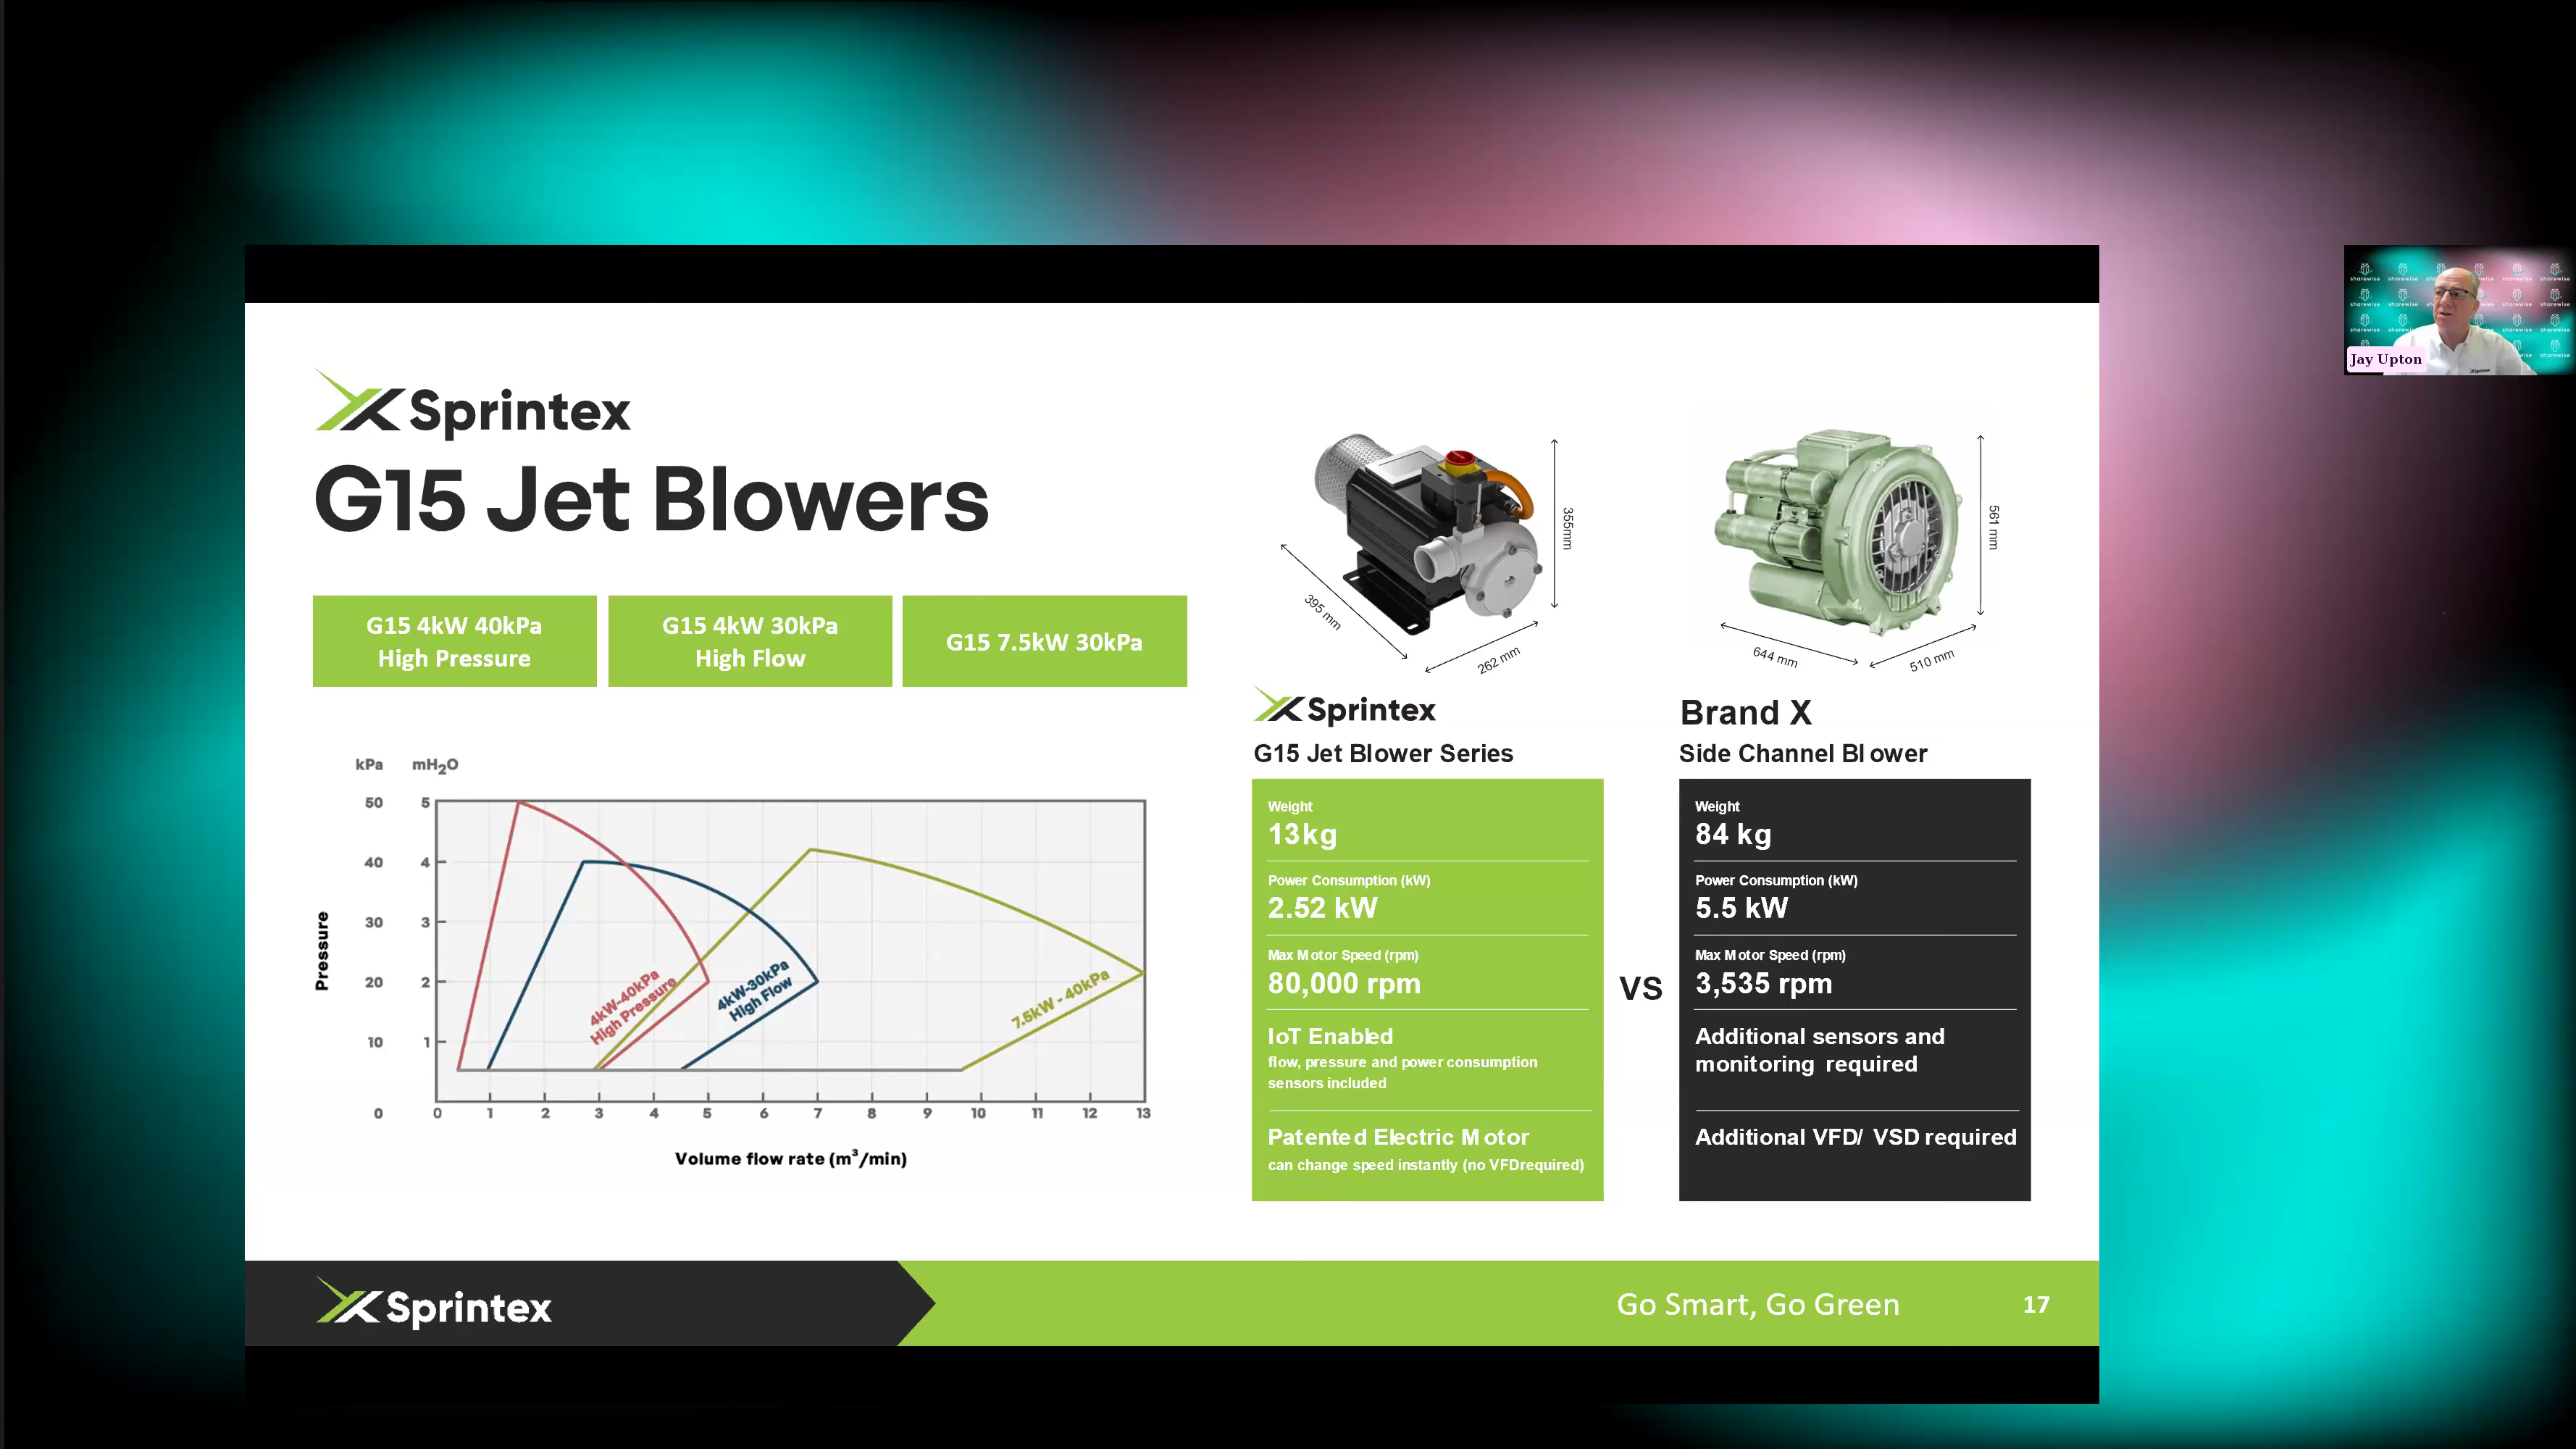 Sprintex
G15 Jet Blowers
G15 4kW 40kPa
High Pressure
G15 4kW 30kPa
High Flow
G15 7.5kW 30kPa
kPa
mH2O
50
5
40
4
30
3
20
2
10
1
0
0
1
2
3
4
5
6
7
8
9
10
11
12
13
Pressure
4kW-40kPa
High Pressure
4kW-30kPa
High Flow
7.5kW - 40kPa
Volume flow rate (m³/min)
355mm
395 mm
262 mm
561 mm
644 mm
510 mm
Sprintex
G15 Jet Blower Series
Weight
13kg
Power Consumption (kW)
2.52 kW
Max Motor Speed (rpm)
80,000 rpm
IoT Enabled
flow, pressure and power consumption
sensors included
Patented Electric Motor
can change speed instantly (no VFDrequired)
VS
Brand X
Side Channel Blower
Weight
84 kg
Power Consumption (kW)
5.5 kW
Max Motor Speed (rpm)
3,535 rpm
Additional sensors and
monitoring required
Additional VFD/ VSD required
Sprintex
Go Smart, Go Green
17
sharewise
Jay Upton